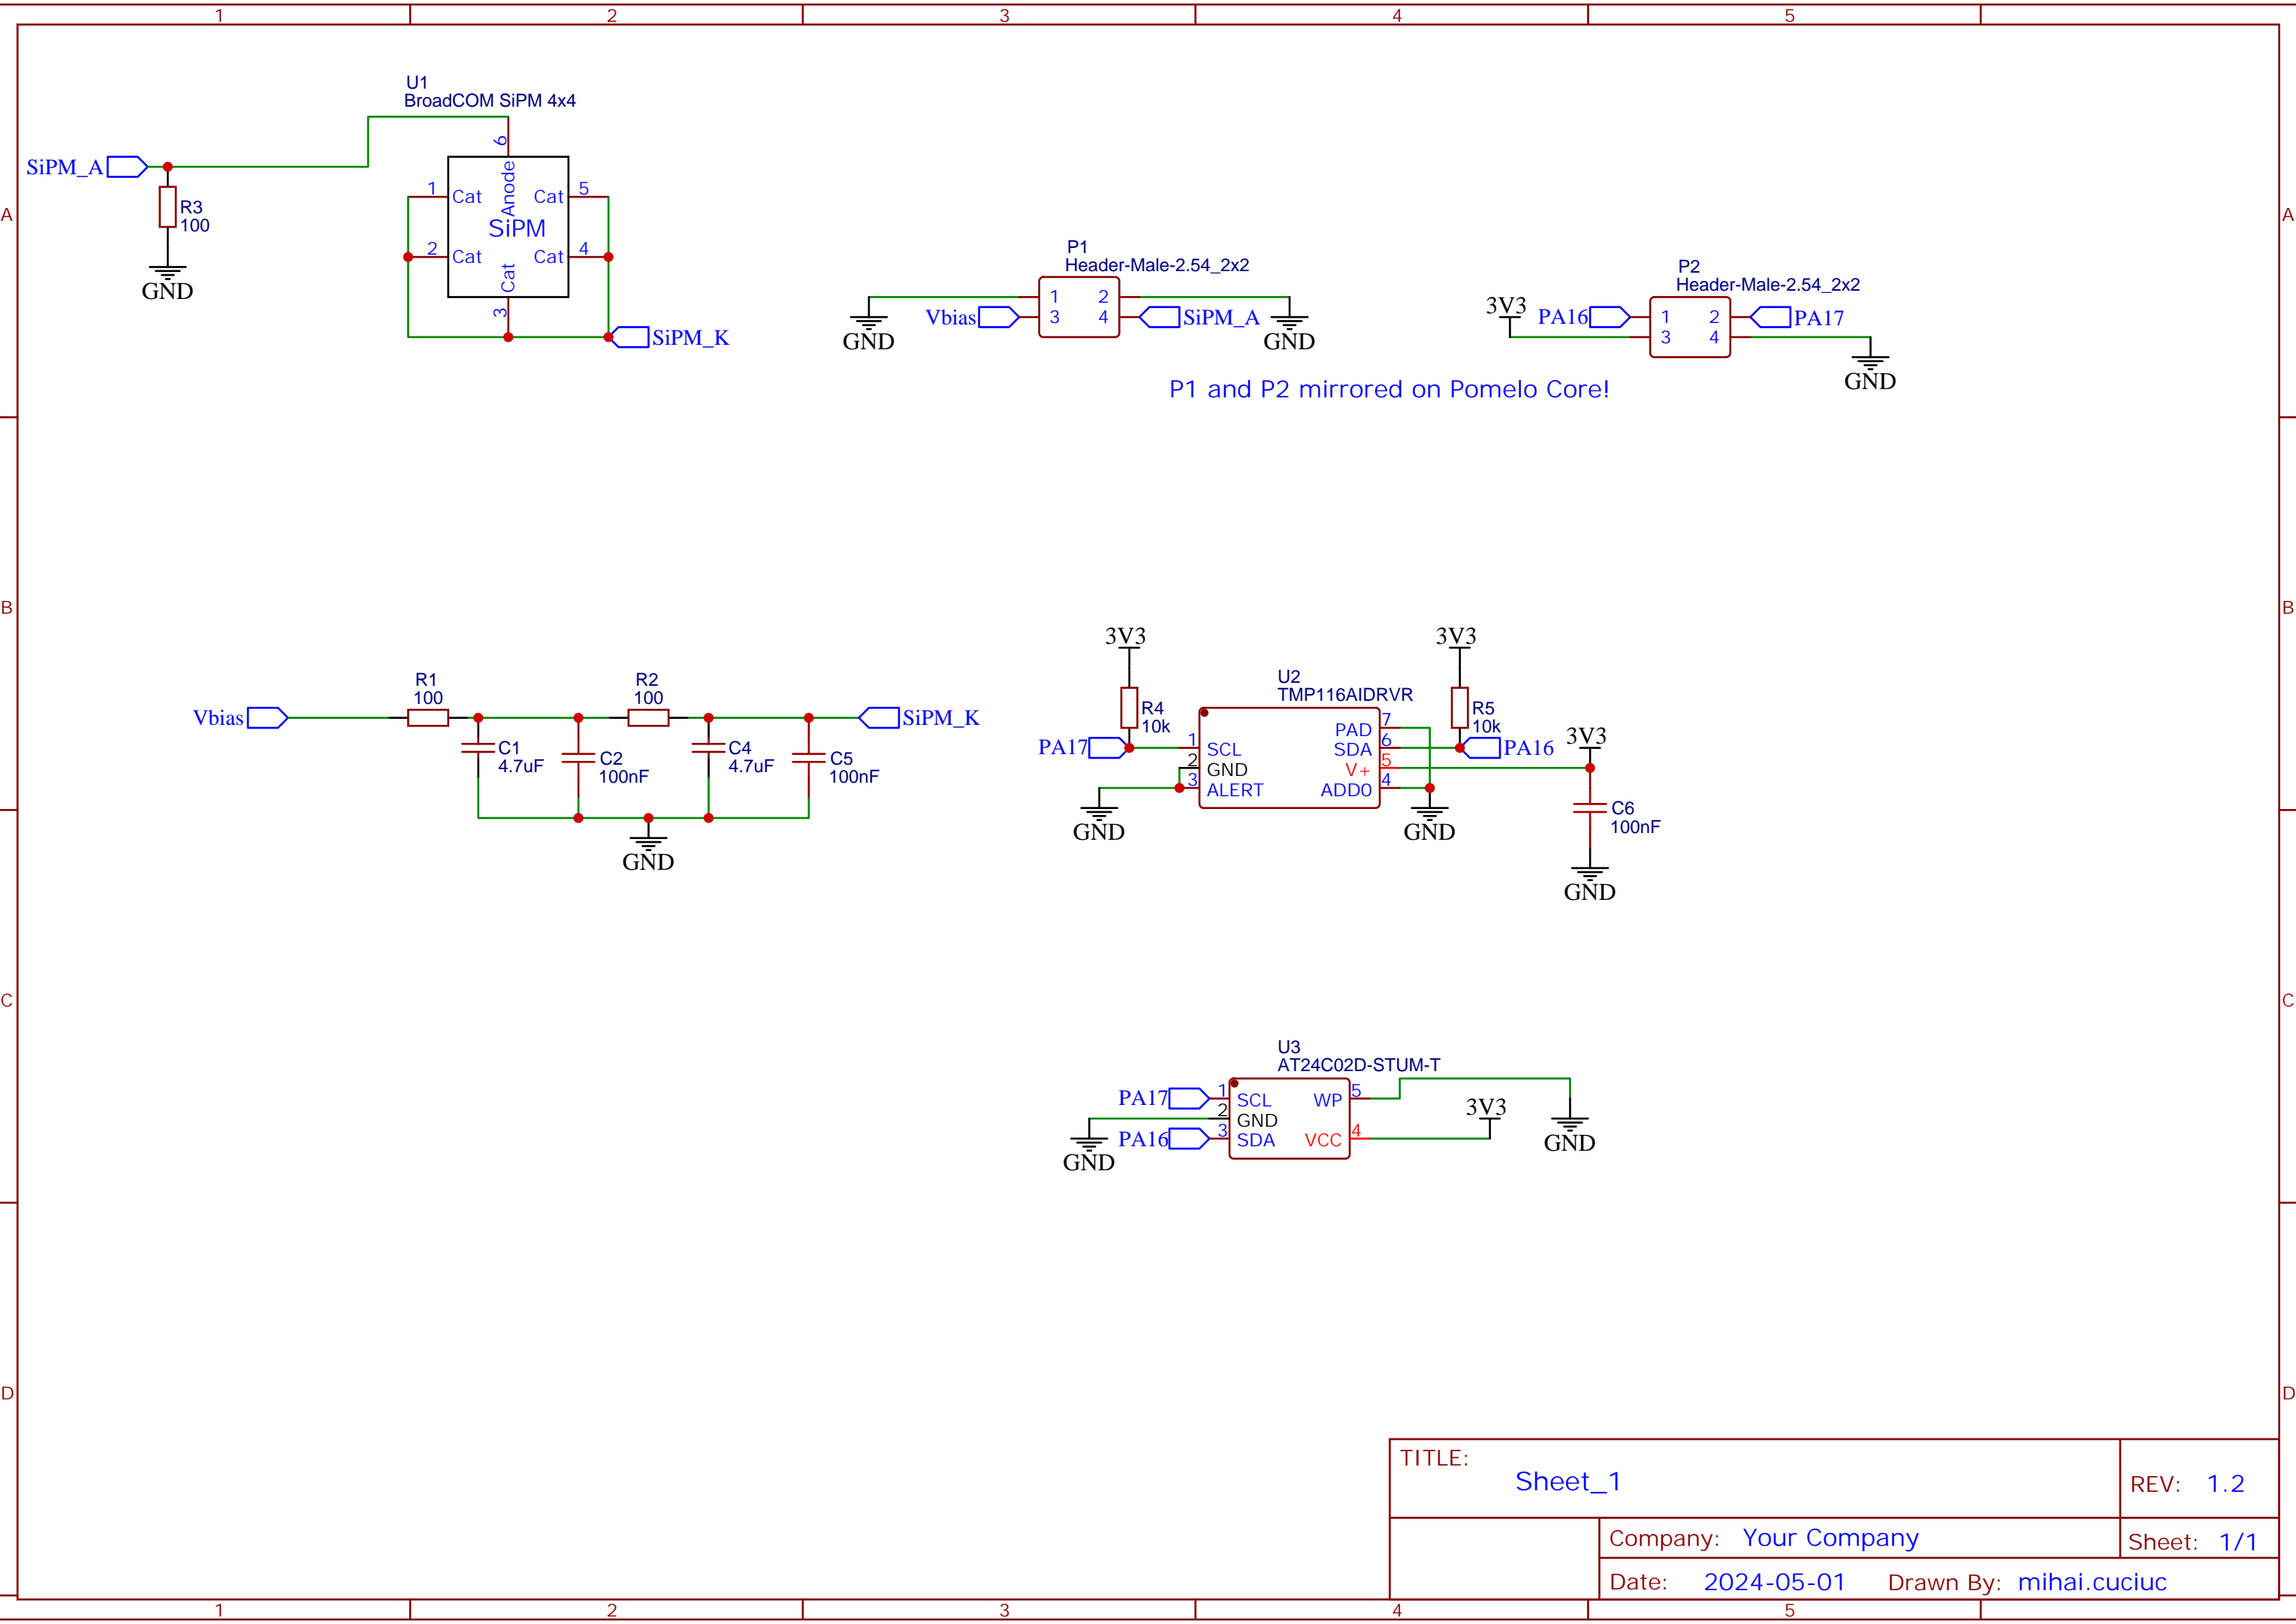 1 2 3 4 5
A A
B B
C C
D D
U1
BroadCOM SiPM 4x4
SiPM_A
R3
100
GND
6
Anode
1 Cat Cat 5
SiPM
2 Cat Cat 4
Cat
3
SiPM_K
P1
Header-Male-2.54_2x2
1 2
Vbias 3 4 SiPM_A
GND GND
P2
Header-Male-2.54_2x2
3V3 PA16 1 2 PA17
3 4
GND
P1 and P2 mirrored on Pomelo Core!
R1
100
R2
100
Vbias SiPM_K
C1
4.7uF
C2
100nF
C4
4.7uF
C5
100nF
GND
3V3 3V3
U2
TMP116AIDRVR
R4
10k
R5
10k
PAD 7
PA17 1 SCL SDA 6 PA16
2 GND V+ 5
3 ALERT ADD0 4
3V3
GND GND
C6
100nF
GND
U3
AT24C02D-STUM-T
PA17 1 SCL WP 5
2 GND
PA16 3 SDA VCC 4
3V3
GND GND
TITLE:
Sheet_1
REV: 1.2
Company: Your Company
Sheet: 1/1
Date: 2024-05-01 Drawn By: mihai.cuciuc
1 2 3 4 5